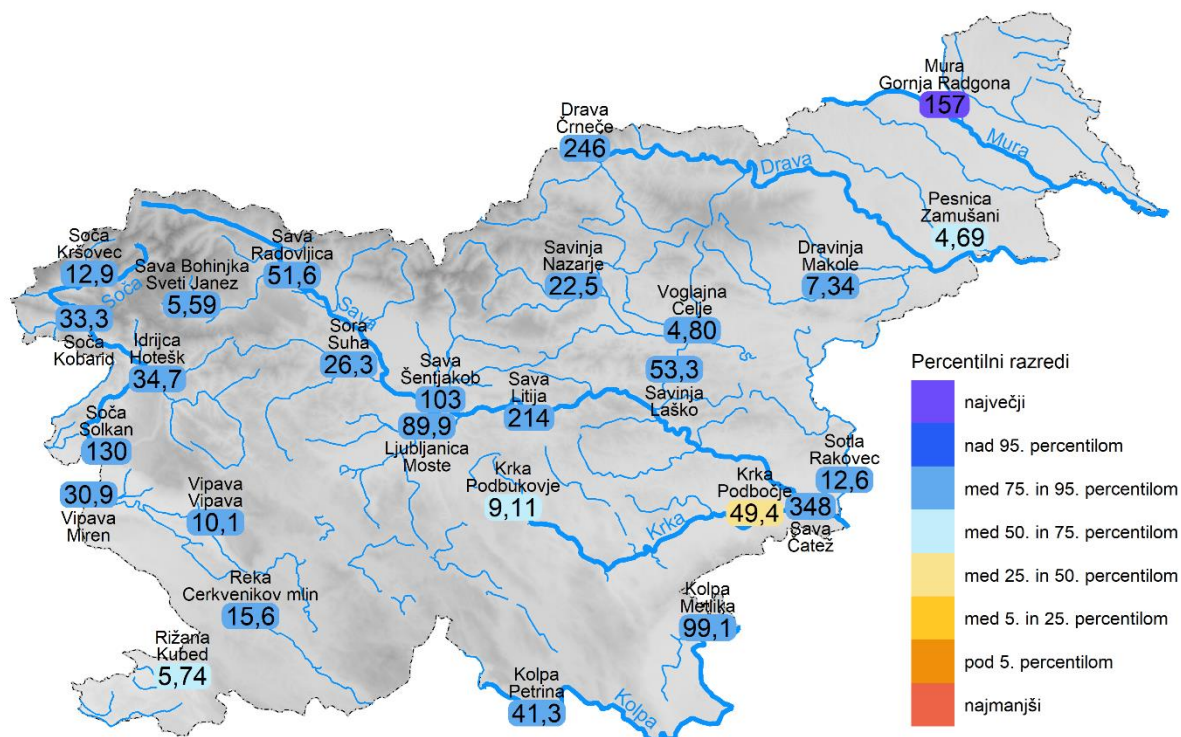 Mura
Gornja Radgona
157
Mura
Drava
Črneče
246
Drava
Pesnica
Zamušani
4,69
Soča
Kršovec
12,9
Soča
Sava Bohinjka
Sveti Janez
5,59
Sava
Radovljica
51,6
Sava
Savinja
Nazarje
22,5
Dravinja
Makole
7,34
Voglajna
Celje
4,80
33,3
Soča
Kobarid
Idrijca
Hotešk
34,7
Sora
Suha
26,3
Sava
Šentjakob
103
Sava
Litija
214
53,3
Savinja
Laško
89,9
Ljubljanica
Moste
Soča
Solkan
130
Sotla
Rakovec
12,6
30,9
Vipava
Miren
Vipava
Vipava
10,1
Krka
Podbukovje
9,11
Krka
Krka
Podbočje
49,4
348
Sava
Čatež
Reka
Cerkvenikov mlin
15,6
Kolpa
Metlika
99,1
Rižana
Kubed
5,74
Kolpa
Petrina
41,3
Kolpa
Percentilni razredi
največji
nad 95. percentilom
med 75. in 95. percentilom
med 50. in 75. percentilom
med 25. in 50. percentilom
med 5. in 25. percentilom
pod 5. percentilom
najmanjši